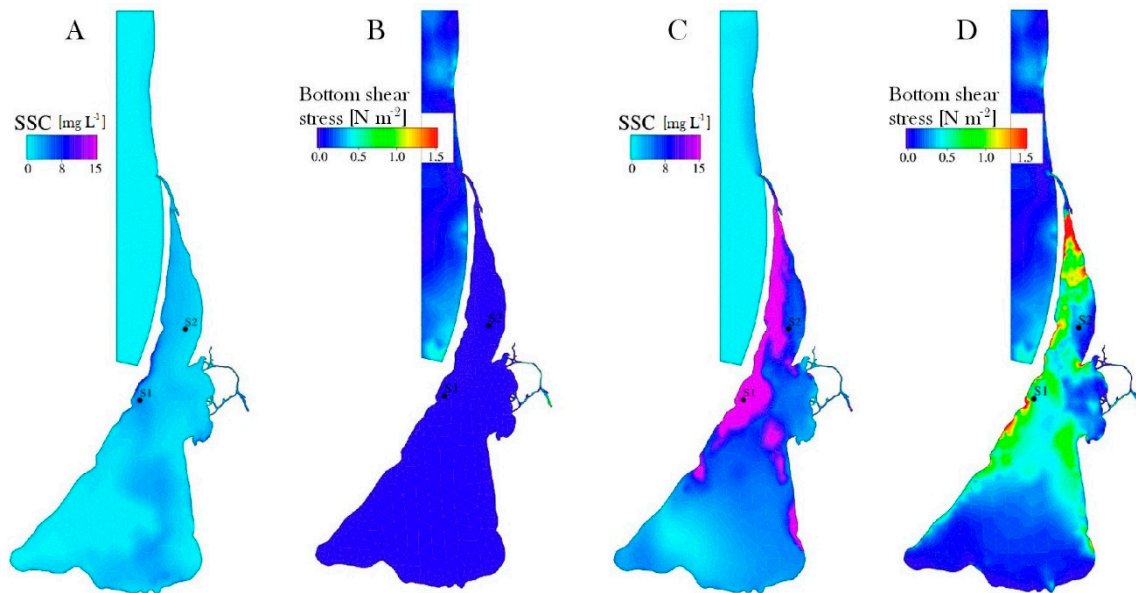 A
SSC [mg L-1]
0 8 15
S2
S1
B
Bottom shear
stress [N m-2]
0.0 0.5 1.0 1.5
S2
S1
C
SSC [mg L-1]
0 8 15
S2
S1
D
Bottom shear
stress [N m-2]
0.0 0.5 1.0 1.5
S2
S1